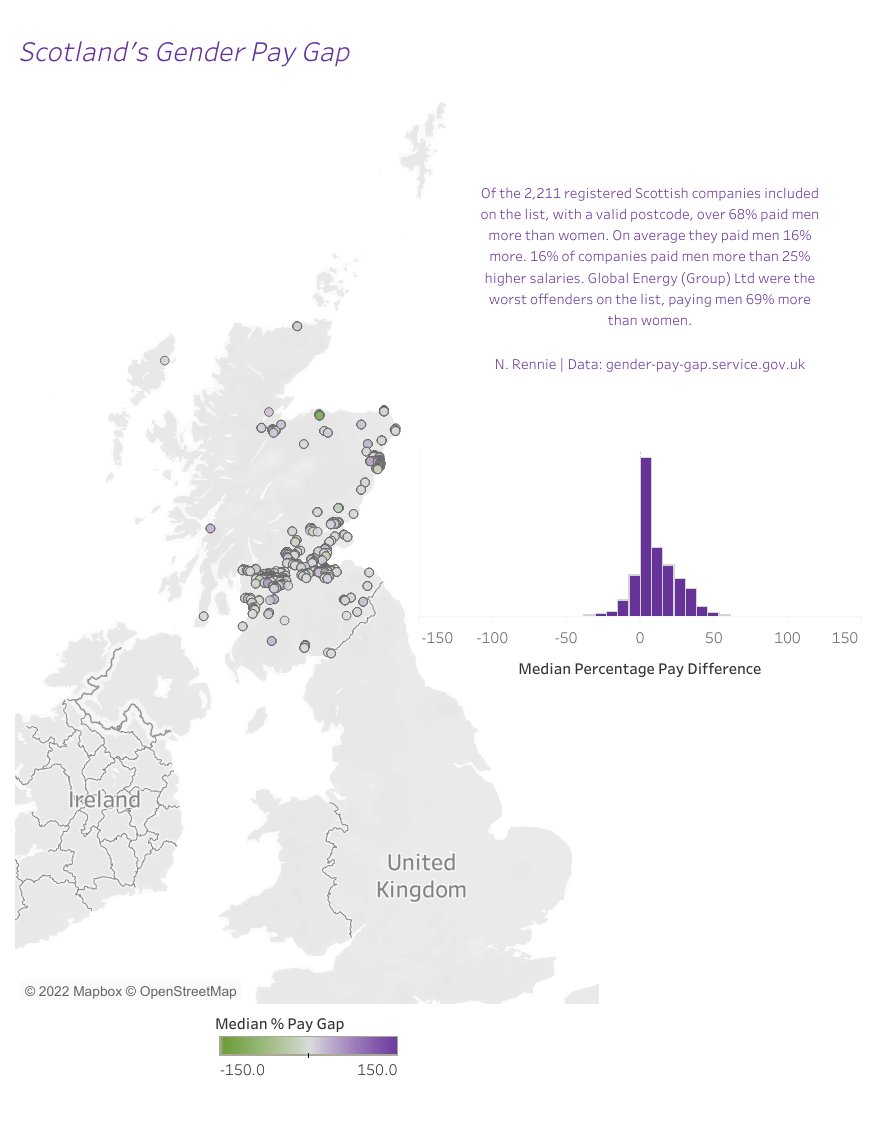 Scotland's Gender Pay Gap
Of the 2,211 registered Scottish companies included
on the list, with a valid postcode, over 68% paid men
more than women. On average they paid men 16%
more. 16% of companies paid men more than 25%
higher salaries. Global Energy (Group) Ltd were the
worst offenders on the list, paying men 69% more
than women.
N. Rennie | Data: gender-pay-gap.service.gov.uk
-150 -100 -50 0 50 100 150
Median Percentage Pay Difference
Ireland
United
Kingdom
© 2022 Mapbox © OpenStreetMap
Median % Pay Gap
-150.0 150.0